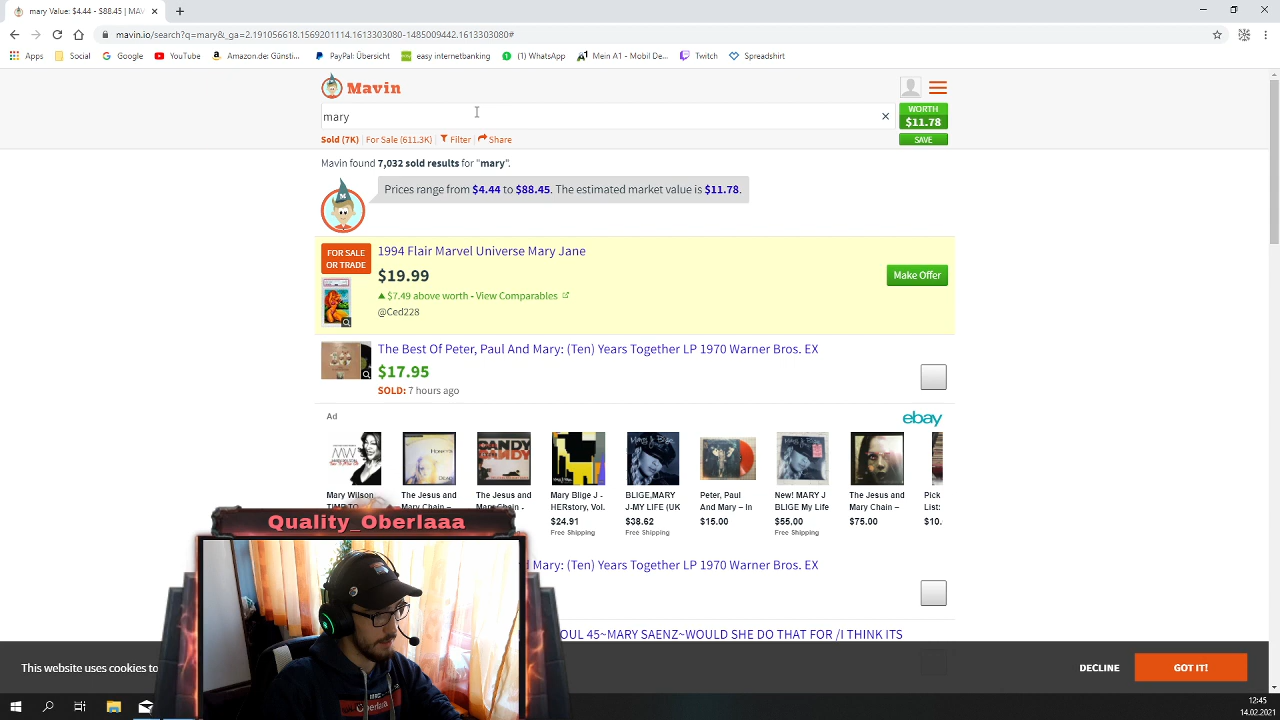 mary Value: $4.44 - $88.45 | M
mavin.io/search?q=mary&_ga=2.191056618.1569201114.1613303080-1485009442.1613303080#
Apps
Social
Google
YouTube
Amazon.de: Günsti...
PayPal: Übersicht
easy internetbanking
(1) WhatsApp
Mein A1 - Mobil De...
Twitch
Spreadshirt
Mavin
mary
WORTH
$11.78
Sold (7K) | For Sale (611.3K) | Filter Share
SAVE
Mavin found 7,032 sold results for "mary".
Prices range from $4.44 to $88.45. The estimated market value is $11.78.
FOR SALE
OR TRADE
1994 Flair Marvel Universe Mary Jane
$19.99
Make Offer
$7.49 above worth - View Comparables
@Ced228
The Best Of Peter, Paul And Mary: (Ten) Years Together LP 1970 Warner Bros. EX
$17.95
SOLD: 7 hours ago
Ad
ebay
Mary Wilson
The Jesus and
Mary Chain -
The Jesus and
Mary Chain -
Mary Blige J -
HERstory, Vol.
$24.91
Free Shipping
BLIGE,MARY
J-MY LIFE (UK
$38.62
Free Shipping
Peter, Paul
And Mary – In
$15.00
New! MARY J
BLIGE My Life
$55.00
Free Shipping
The Jesus and
Mary Chain –
$75.00
Pick
List:
$10.
Quality_Oberlaaa
d Mary: (Ten) Years Together LP 1970 Warner Bros. EX
OUL 45~MARY SAENZ~WOULD SHE DO THAT FOR /I THINK ITS
This website uses cookies to
DECLINE
GOT IT!
12:45
14.02.2021